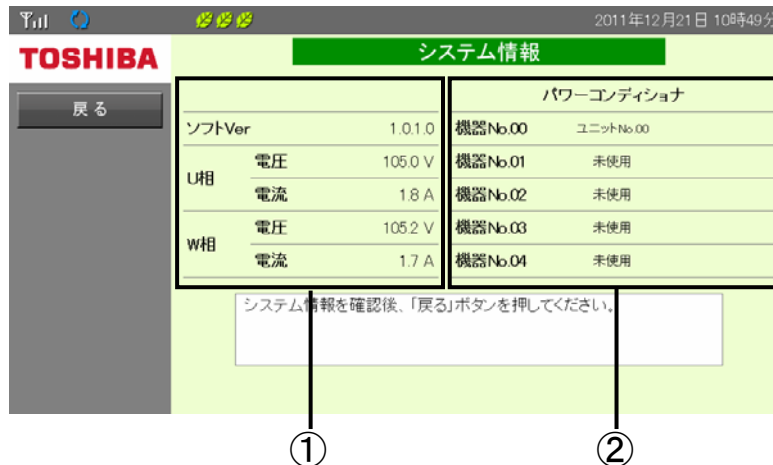 2011年12月21日 10時49分
TOSHIBA
システム情報
戻る
パワーコンディショナ
ソフトVer 1.0.1.0
機器No.00 ユニットNo.00
U相
電圧 105.0 V
機器No.01 未使用
電流 1.8 A
機器No.02 未使用
W相
電圧 105.2 V
機器No.03 未使用
電流 1.7 A
機器No.04 未使用
システム情報を確認後、「戻る」ボタンを押してください。
① ②